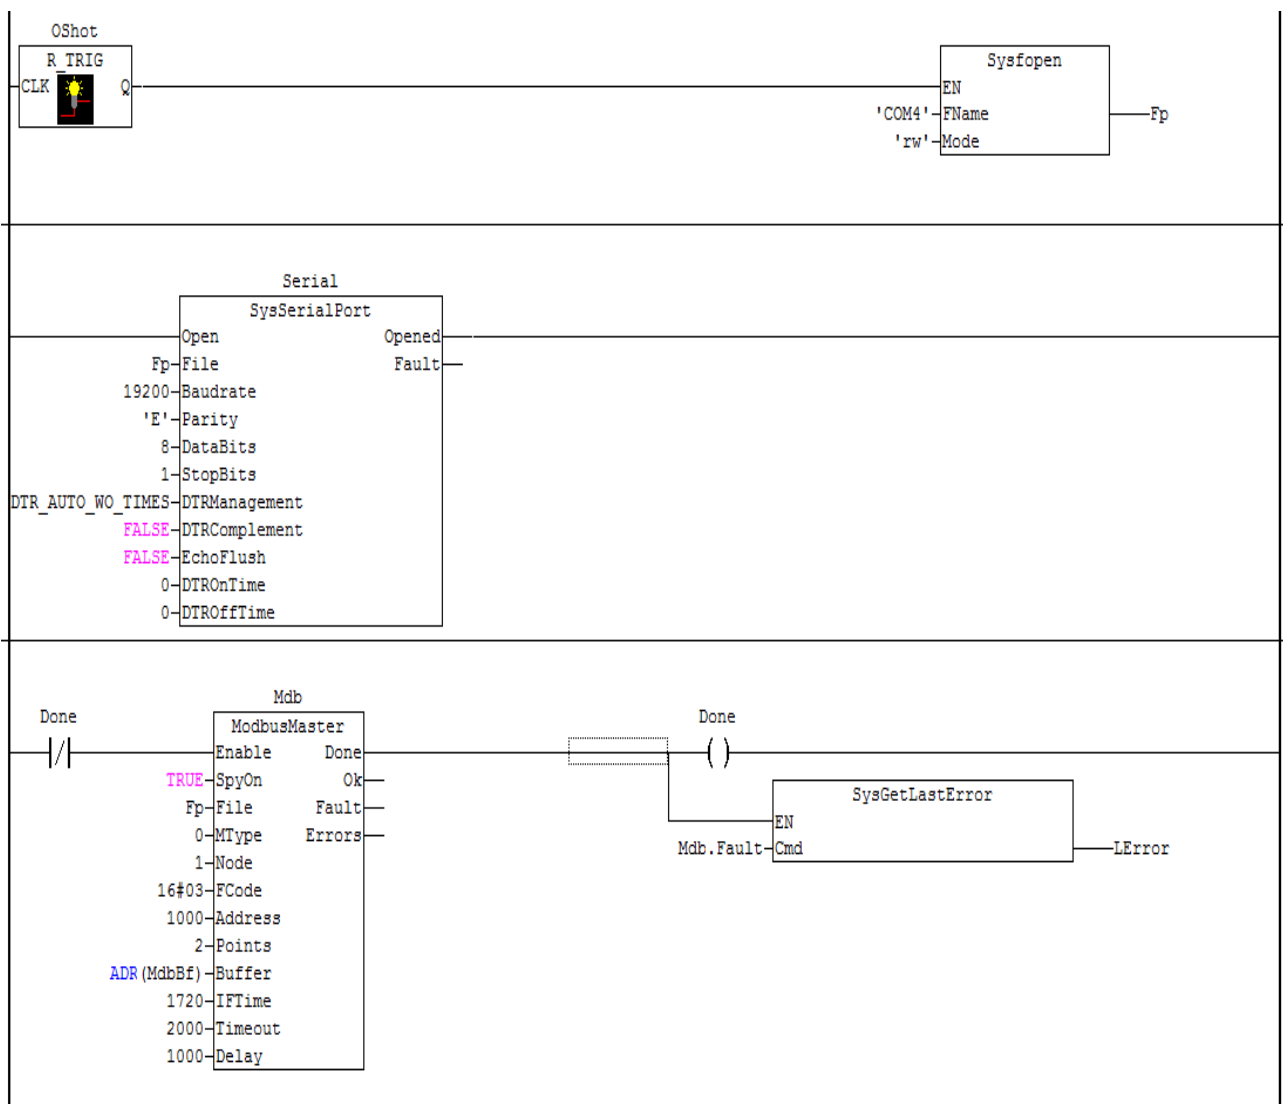 OShot
R_TRIG
CLK Q
Sysfopen
EN
'COM4' FName Fp
'rw' Mode
Serial
SysSerialPort
Open Opened
Fp File Fault
19200 Baudrate
'E' Parity
8 DataBits
1 StopBits
DTR_AUTO_WO_TIMES DTRManagement
FALSE DTRComplement
FALSE EchoFlush
0 DTROnTime
0 DTROffTime
Mdb
Done
ModbusMaster
Enable Done
TRUE SpyOn Ok
Fp File Fault
0 MType Errors
1 Node
16#03 FCode
1000 Address
2 Points
ADR(MdbBf) Buffer
1720 IFTime
2000 Timeout
1000 Delay
Done
SysGetLastError
EN
Mdb.Fault Cmd LError